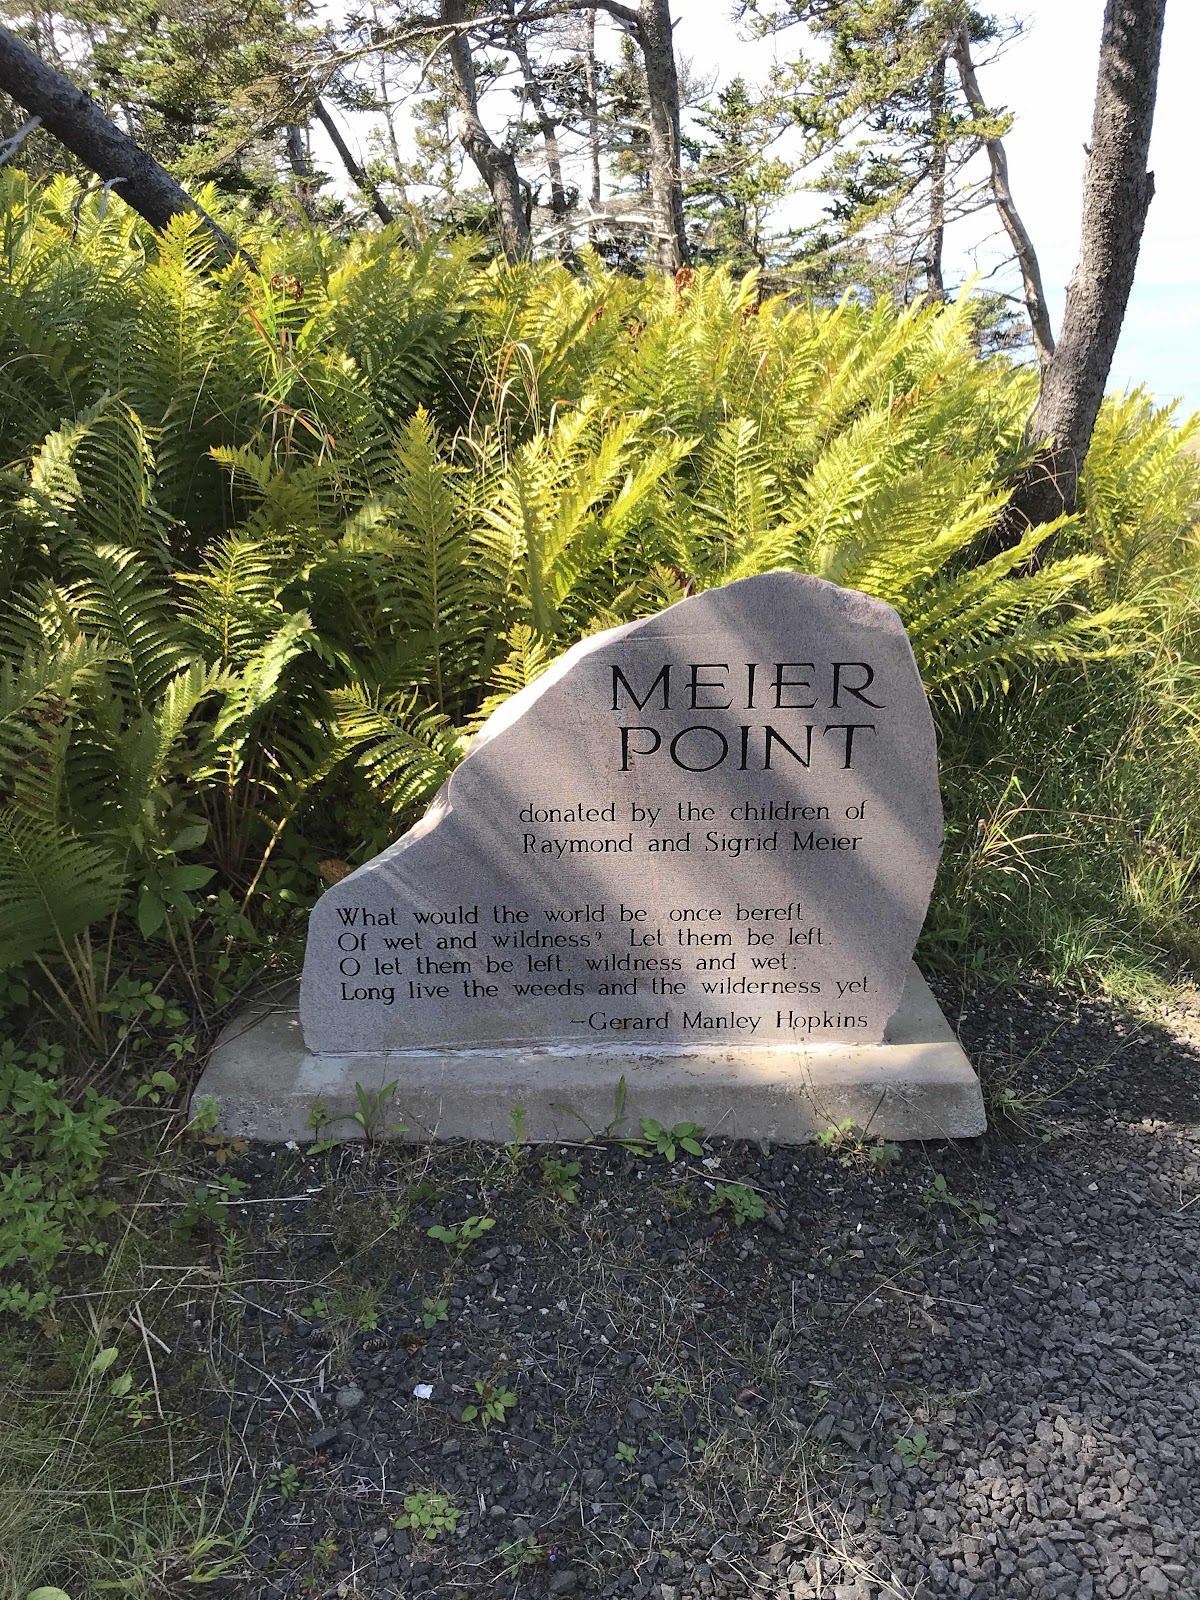 MEIER
POINT
donated by the children of
Raymond and Sigrid Meier
What would the world be once bereft
Of wet and wildness? Let them be left.
O let them be left. wildness and wet:
Long live the weeds and the wilderness yet.
-Gerard Manley Hopkins